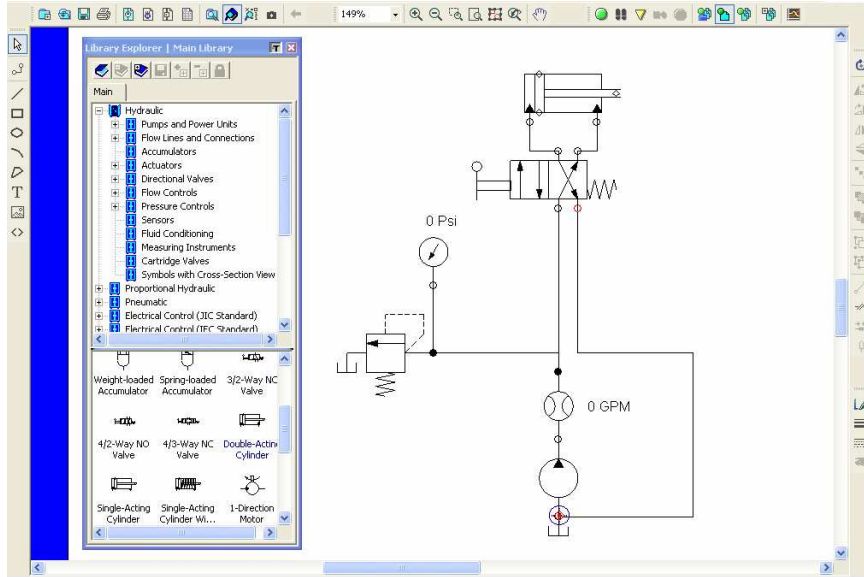 149%
Library Explorer | Main Library
Main
Hydraulic
Pumps and Power Units
Flow Lines and Connections
Accumulators
Actuators
Directional Valves
Flow Controls
Pressure Controls
Sensors
Fluid Conditioning
Measuring Instruments
Cartridge Valves
Symbols with Cross-Section View
Proportional Hydraulic
Pneumatic
Electrical Control (JIC Standard)
Electrical Control (IEC Standard)
Weight-loaded Accumulator
Spring-loaded Accumulator
3/2-Way NC Valve
4/2-Way NO Valve
4/3-Way NC Valve
Double-Actin Cylinder
Single-Acting Cylinder
Single-Acting Cylinder Wi...
1-Direction Motor
T
0 Psi
0 GPM